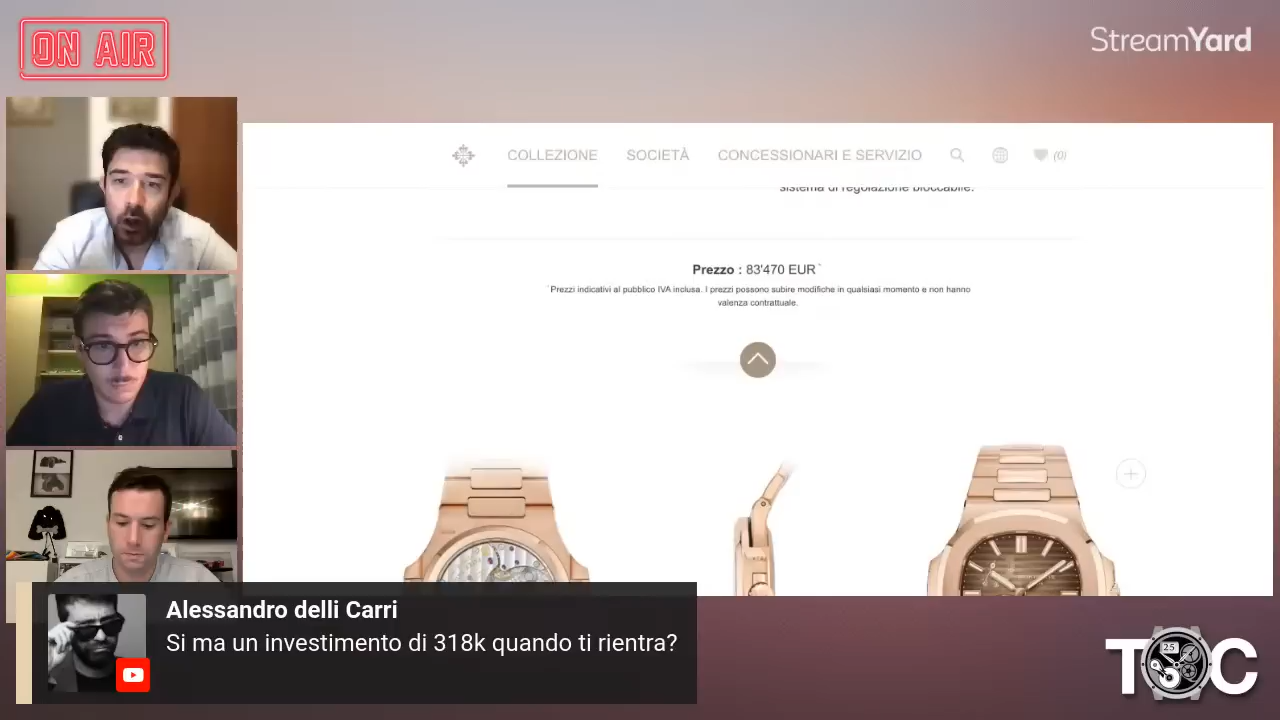 ON AIR
StreamYard
COLLEZIONE SOCIETÀ CONCESSIONARI E SERVIZIO (0)
sistema di regolazione bloccabile.
Prezzo : 83'470 EUR*
*Prezzi indicativi al pubblico IVA inclusa. I prezzi possono subire modifiche in qualsiasi momento e non hanno
valenza contrattuale.
Alessandro delli Carri
Si ma un investimento di 318k quando ti rientra?
25
TOC